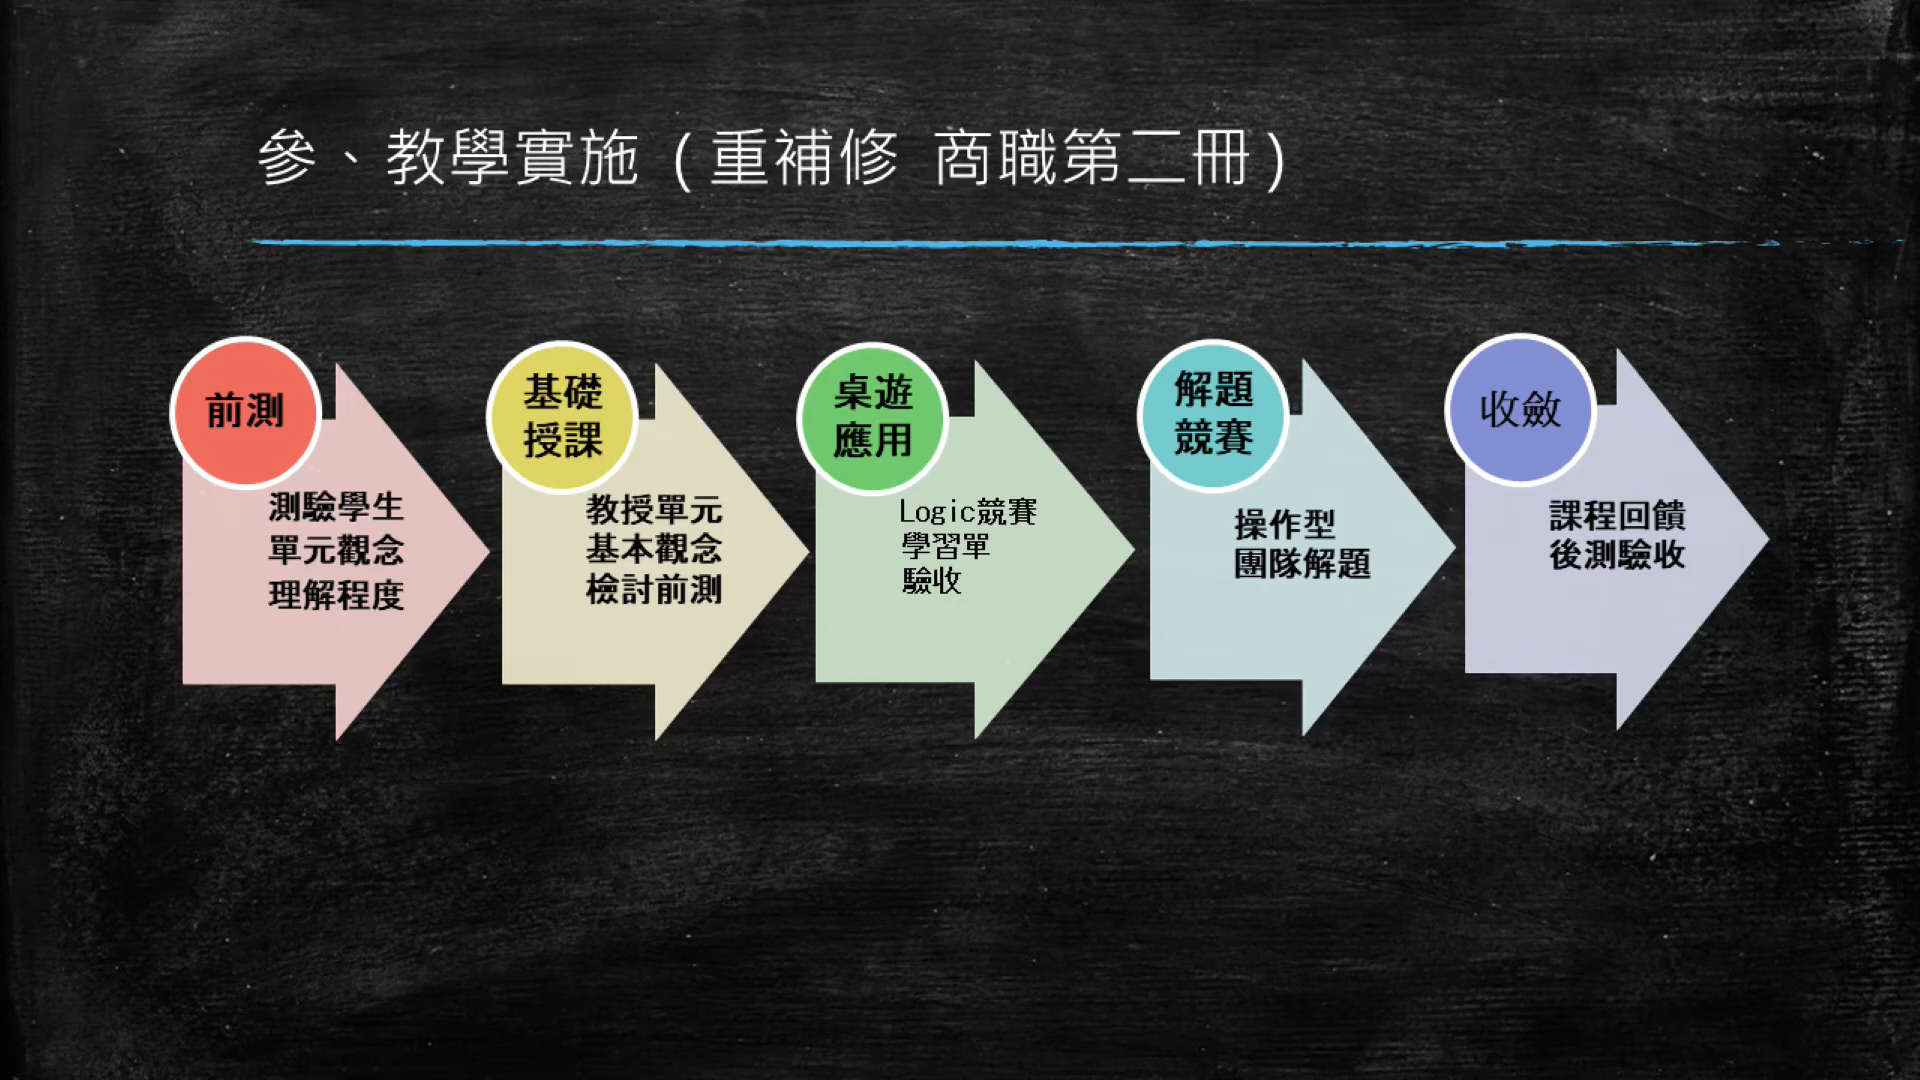 參、教學實施（重補修 商職第二冊）
前測
測驗學生
單元觀念
理解程度
基礎
授課
教授單元
基本觀念
檢討前測
桌遊
應用
Logic競賽
學習單
驗收
解題
競賽
操作型
團隊解題
收斂
課程回饋
後測驗收